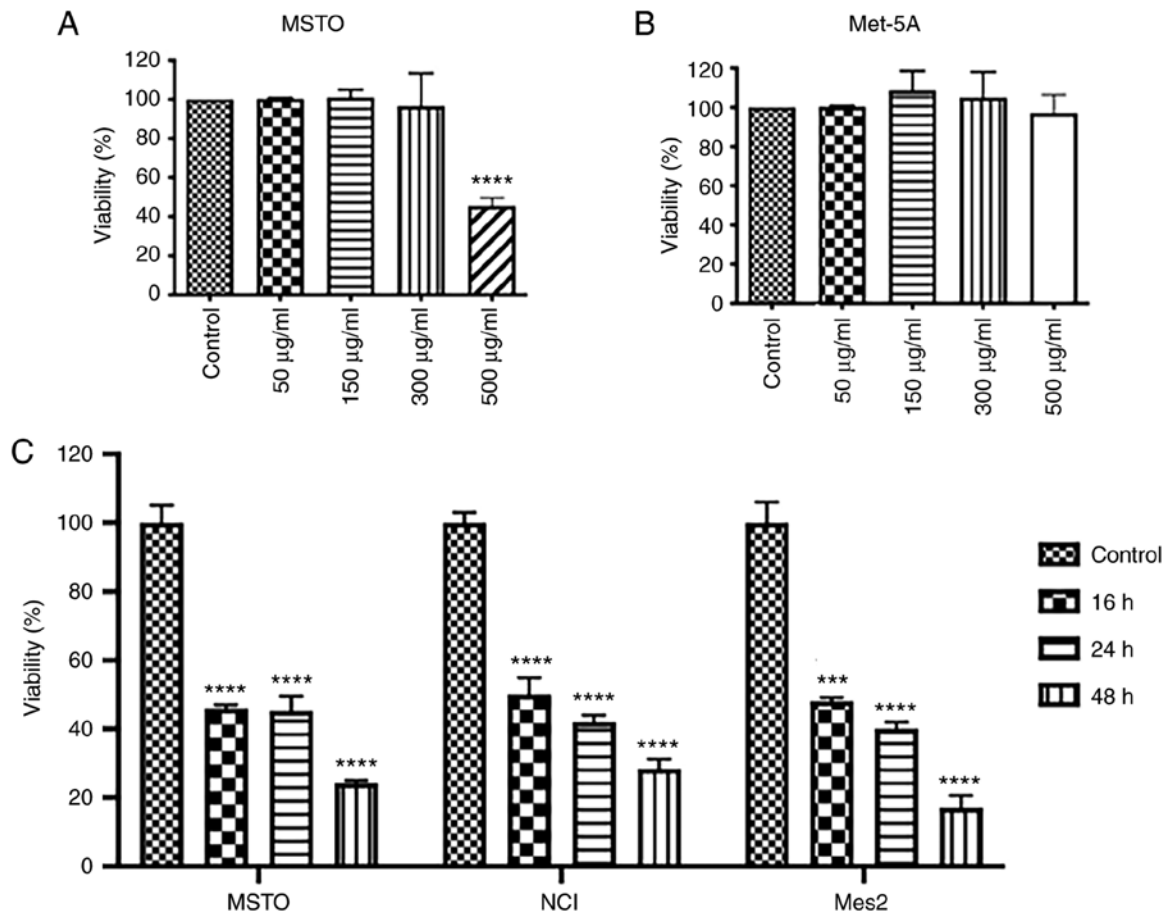 A
MSTO
Viability (%)
120
100
80
60
40
20
0
Control
50 μg/ml
150 μg/ml
300 μg/ml
500 μg/ml
****
B
Met-5A
Viability (%)
120
100
80
60
40
20
0
Control
50 μg/ml
150 μg/ml
300 μg/ml
500 μg/ml
C
Viability (%)
120
100
80
60
40
20
0
****
****
****
****
****
****
***
****
****
MSTO
NCI
Mes2
Control
16 h
24 h
48 h